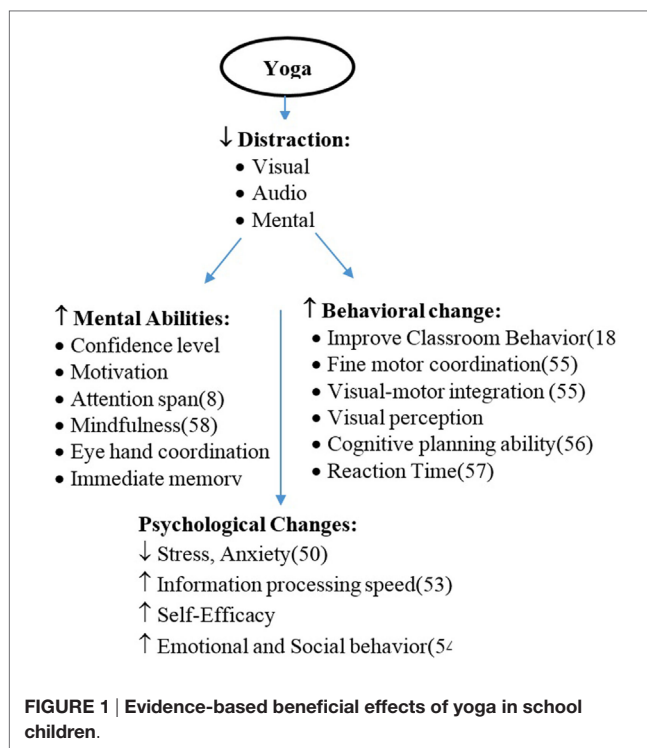 Yoga
↓ Distraction:
• Visual
• Audio
• Mental
↑ Mental Abilities:
• Confidence level
• Motivation
• Attention span(8)
• Mindfulness(58)
• Eye hand coordination
• Immediate memory
↑ Behavioral change:
• Improve Classroom Behavior(18
• Fine motor coordination(55)
• Visual-motor integration (55)
• Visual perception
• Cognitive planning ability(56)
• Reaction Time(57)
Psychological Changes:
↓ Stress, Anxiety(50)
↑ Information processing speed(53)
↑ Self-Efficacy
↑ Emotional and Social behavior(54
FIGURE 1 | Evidence-based beneficial effects of yoga in school
children.